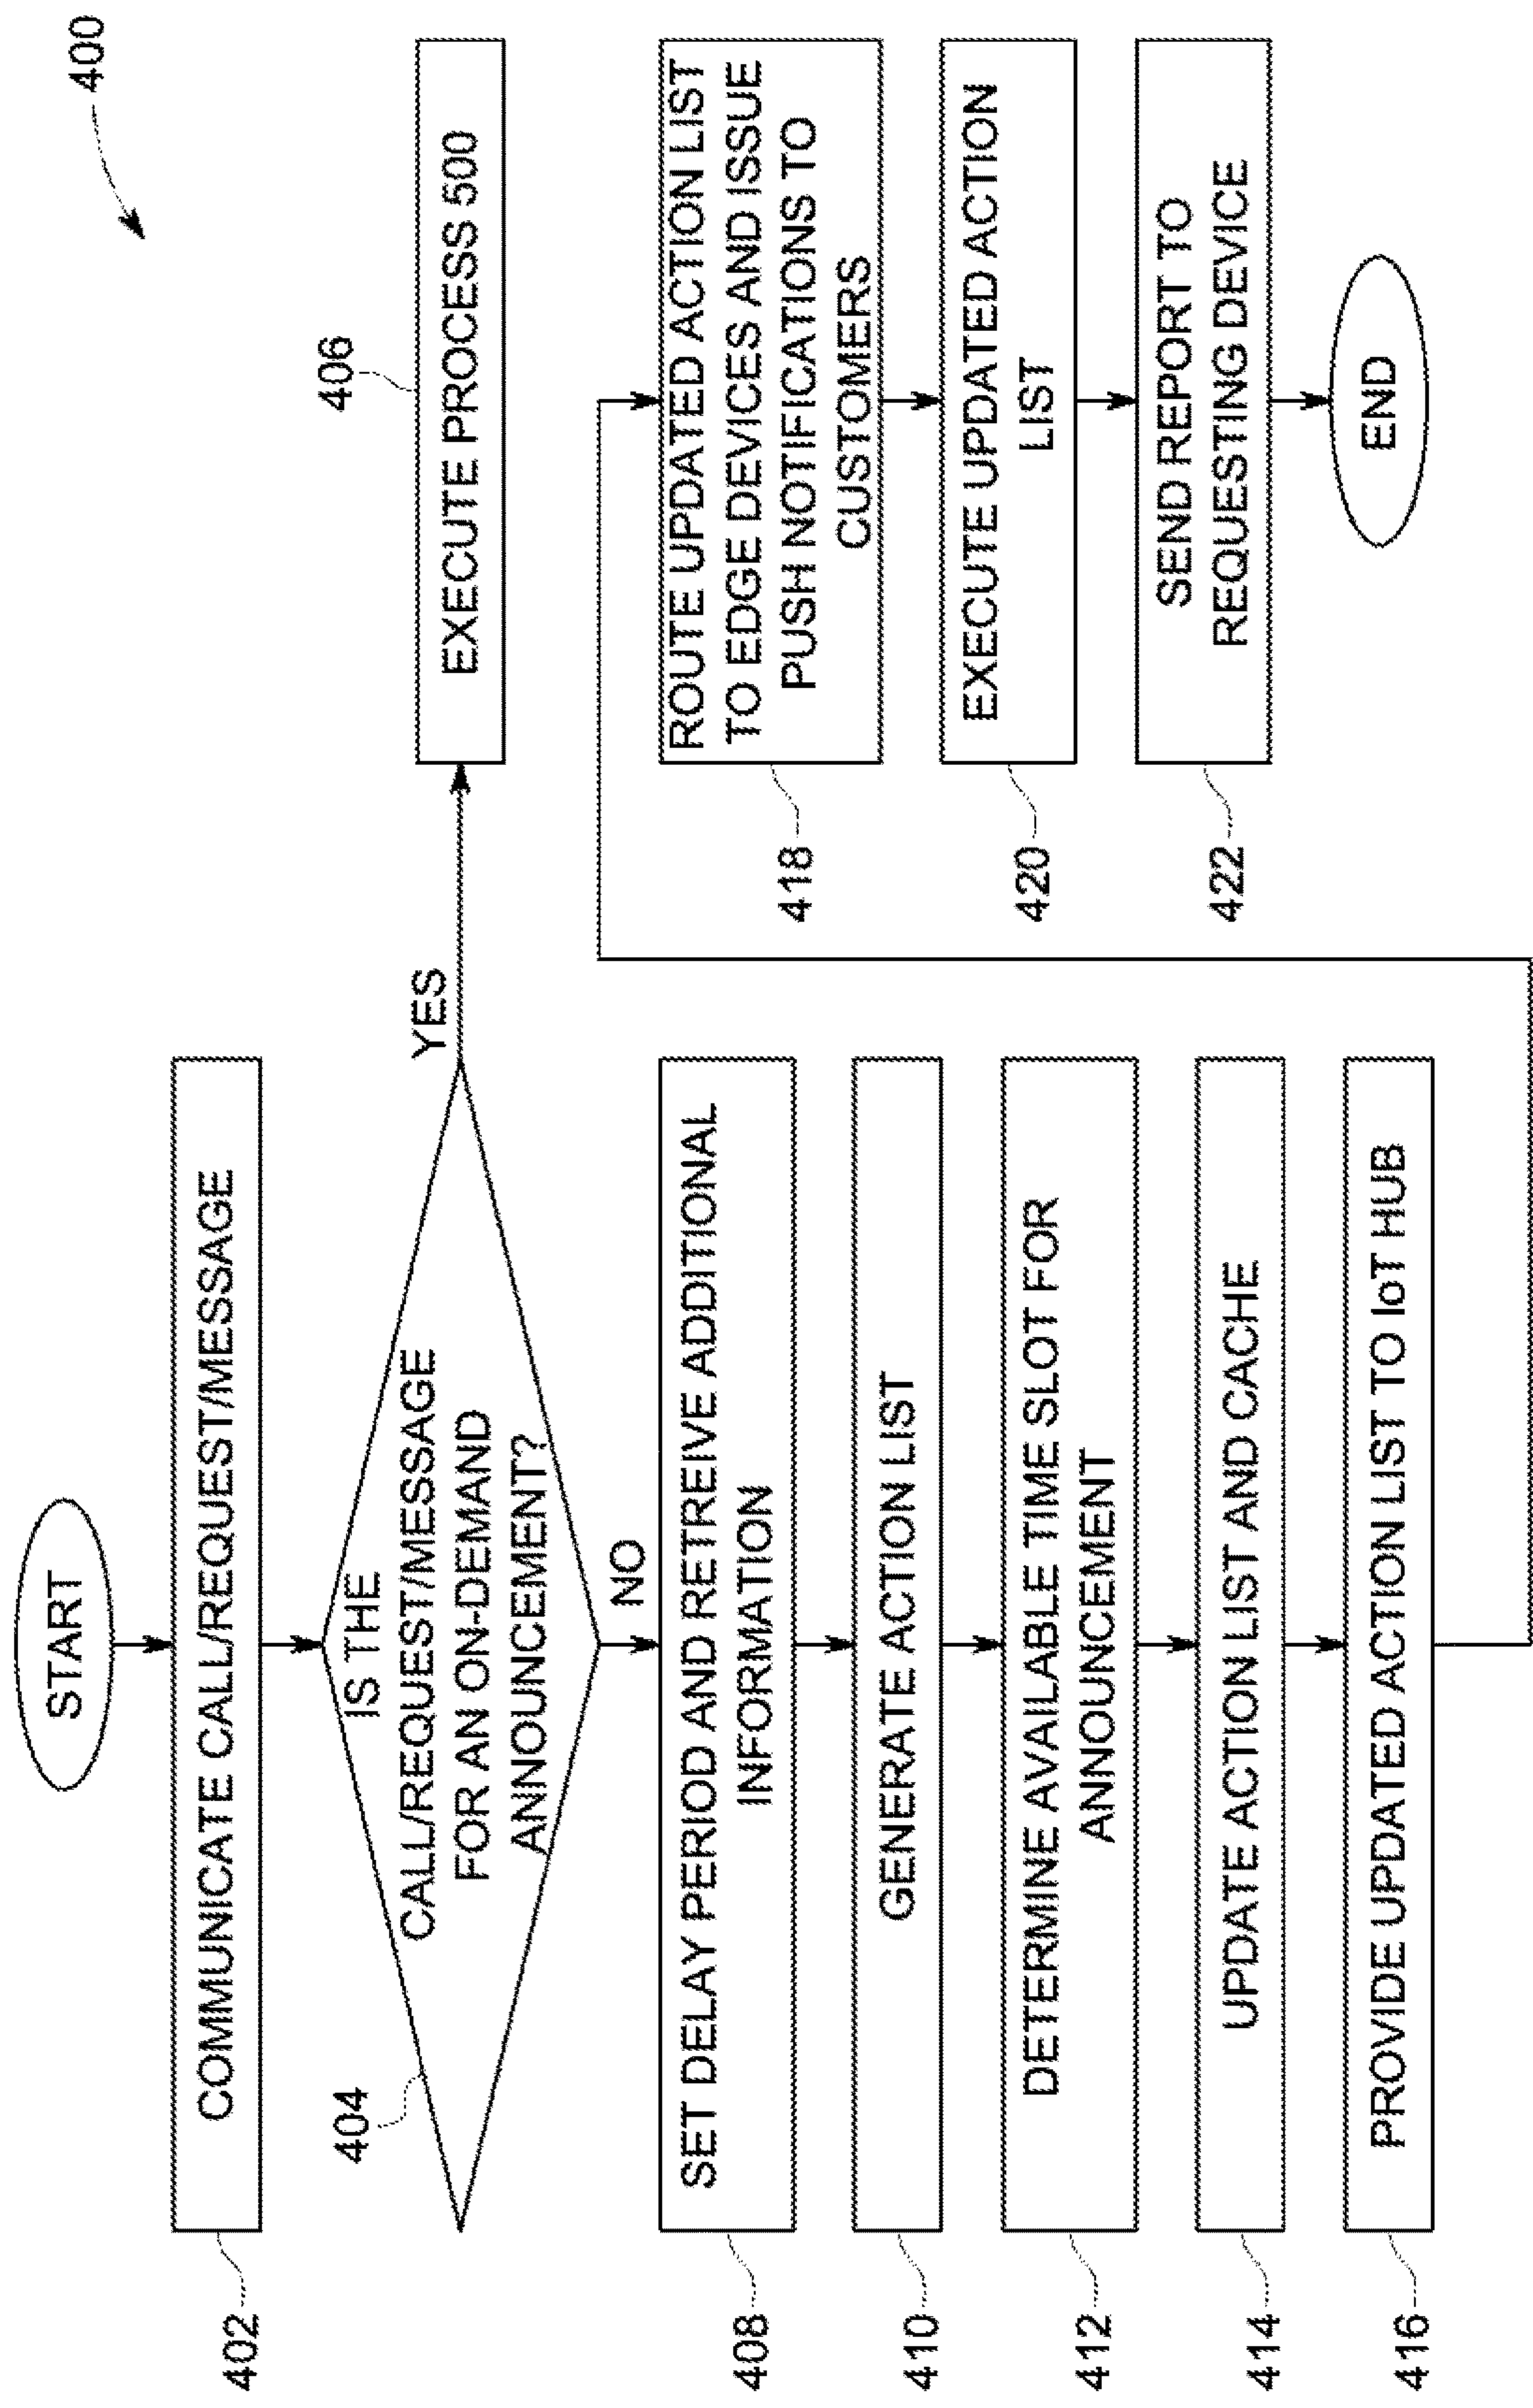 400
START
COMMUNICATE CALL/REQUEST/MESSAGE
402
IS THE
CALL/REQUEST/MESSAGE
FOR AN ON-DEMAND
ANNOUNCEMENT?
404
YES
EXECUTE PROCESS 500
406
NO
SET DELAY PERIOD AND RETREIVE ADDITIONAL
INFORMATION
408
GENERATE ACTION LIST
410
DETERMINE AVAILABLE TIME SLOT FOR
ANNOUNCEMENT
412
UPDATE ACTION LIST AND CACHE
414
PROVIDE UPDATED ACTION LIST TO IoT HUB
416
ROUTE UPDATED ACTION LIST
TO EDGE DEVICES AND ISSUE
PUSH NOTIFICATIONS TO
CUSTOMERS
418
EXECUTE UPDATED ACTION
LIST
420
SEND REPORT TO
REQUESTING DEVICE
422
END